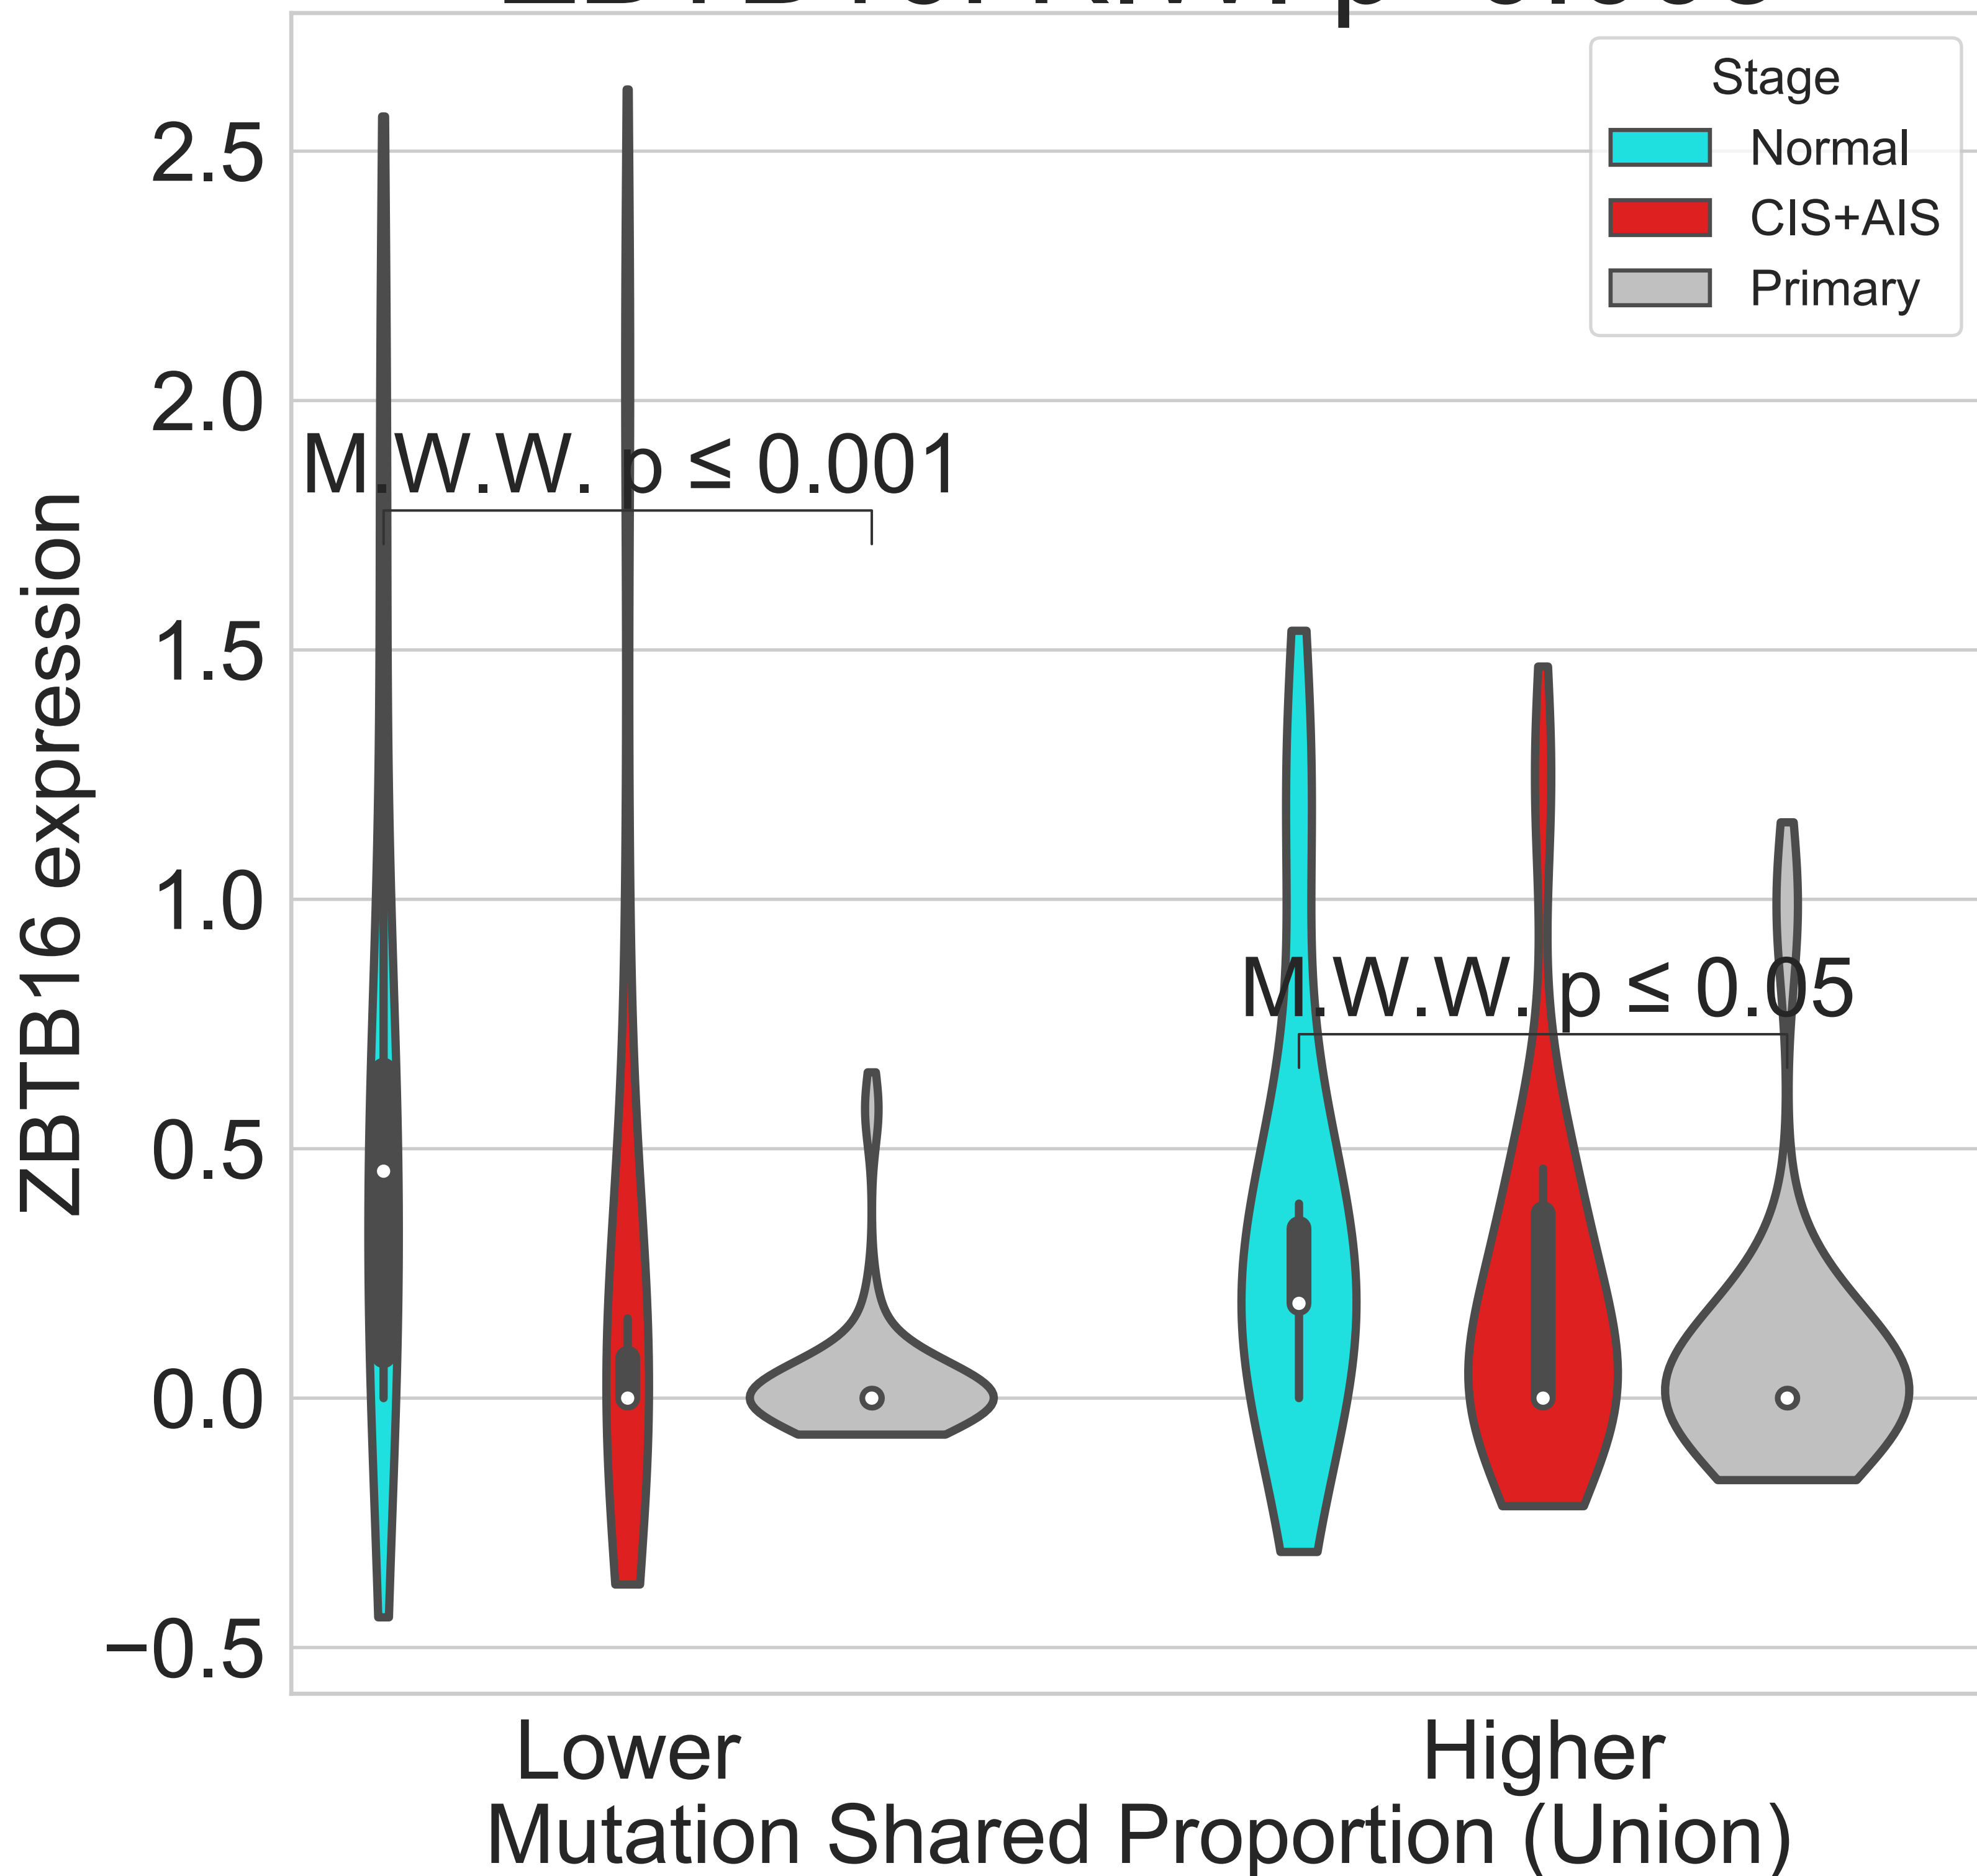 Stage
Normal
CIS+AIS
Primary
2.5
2.0
1.5
1.0
0.5
0.0
−0.5
ZBTB16 expression
M.W.W. p ≤ 0.001
M.W.W. p ≤ 0.05
Lower
Higher
Mutation Shared Proportion (Union)